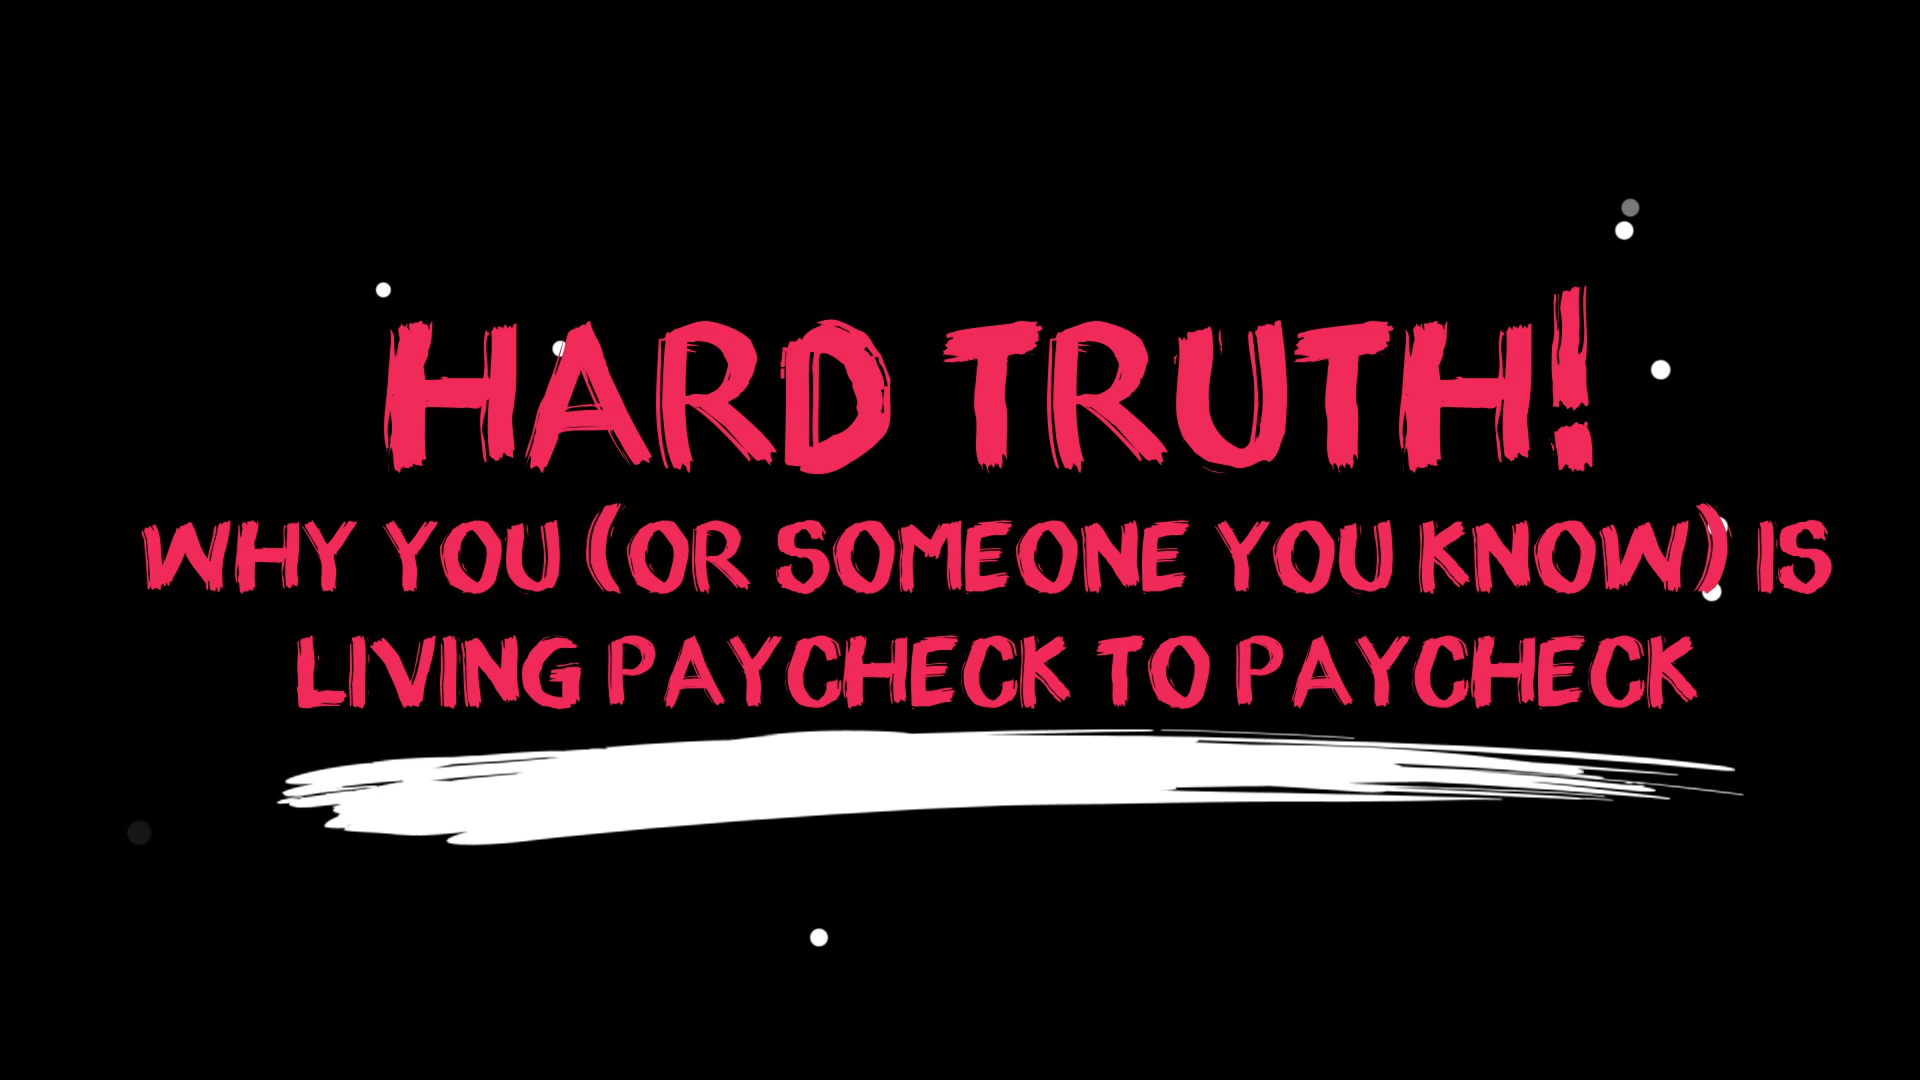 HARD TRUTH!
WHY YOU (OR SOMEONE YOU KNOW) IS
LIVING PAYCHECK TO PAYCHECK